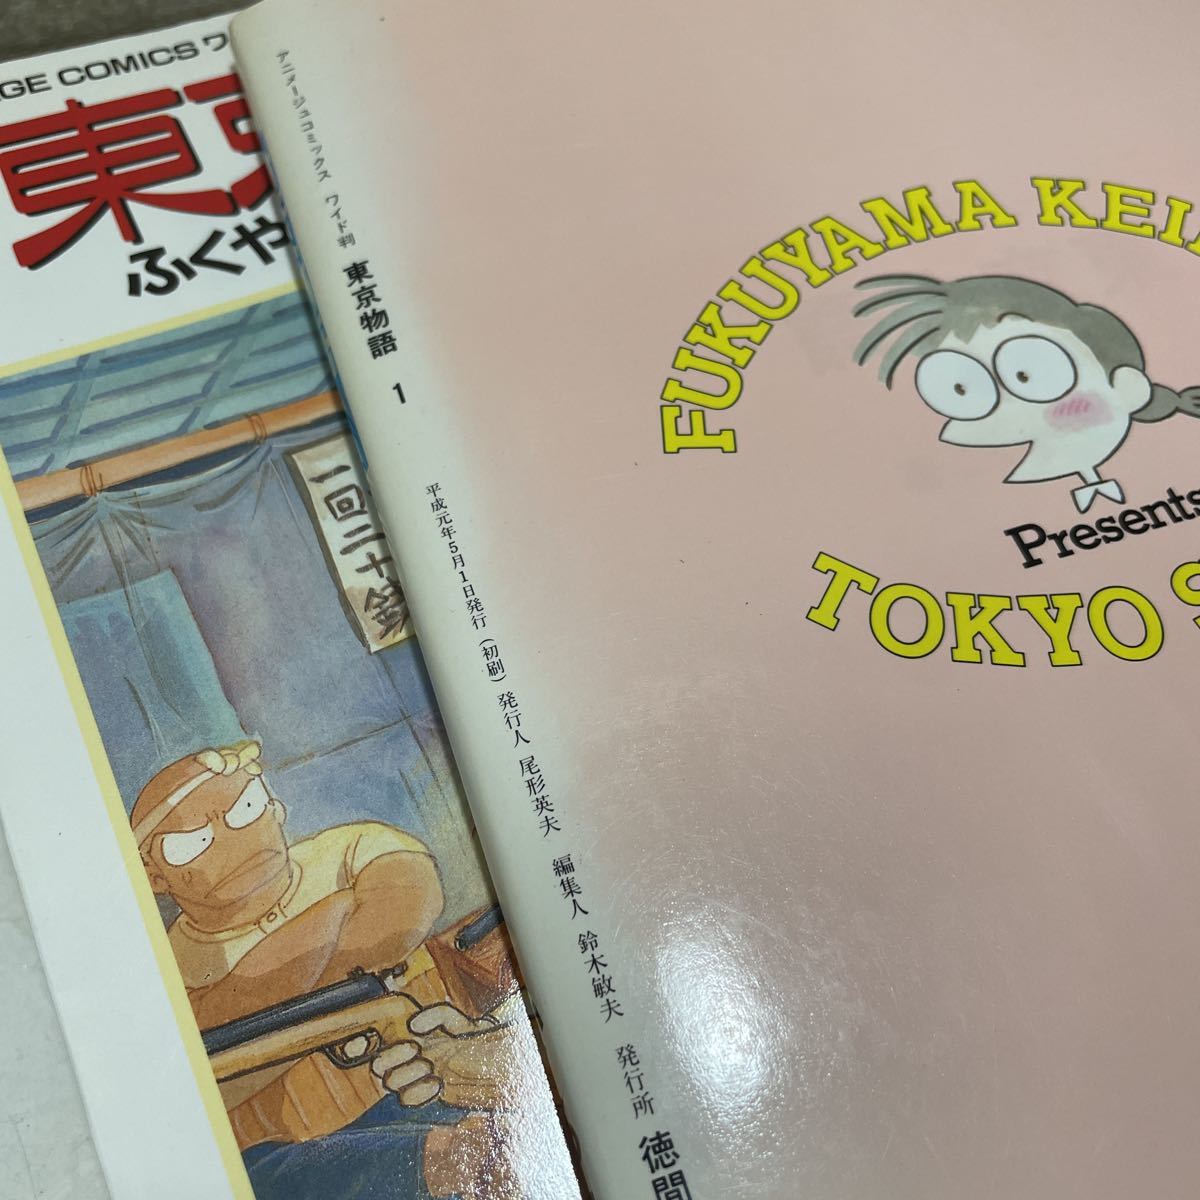 GE COMICS ワ
東京
ふくや
一回二十銭
アニメージュコミックス ワイド判 東京物語 1
平成元年5月1日発行(初刷) 発行人 尾形英夫 編集人 鈴木敏夫 発行所 徳間
FUKUYAMA KEI
Presents
TOKYO S